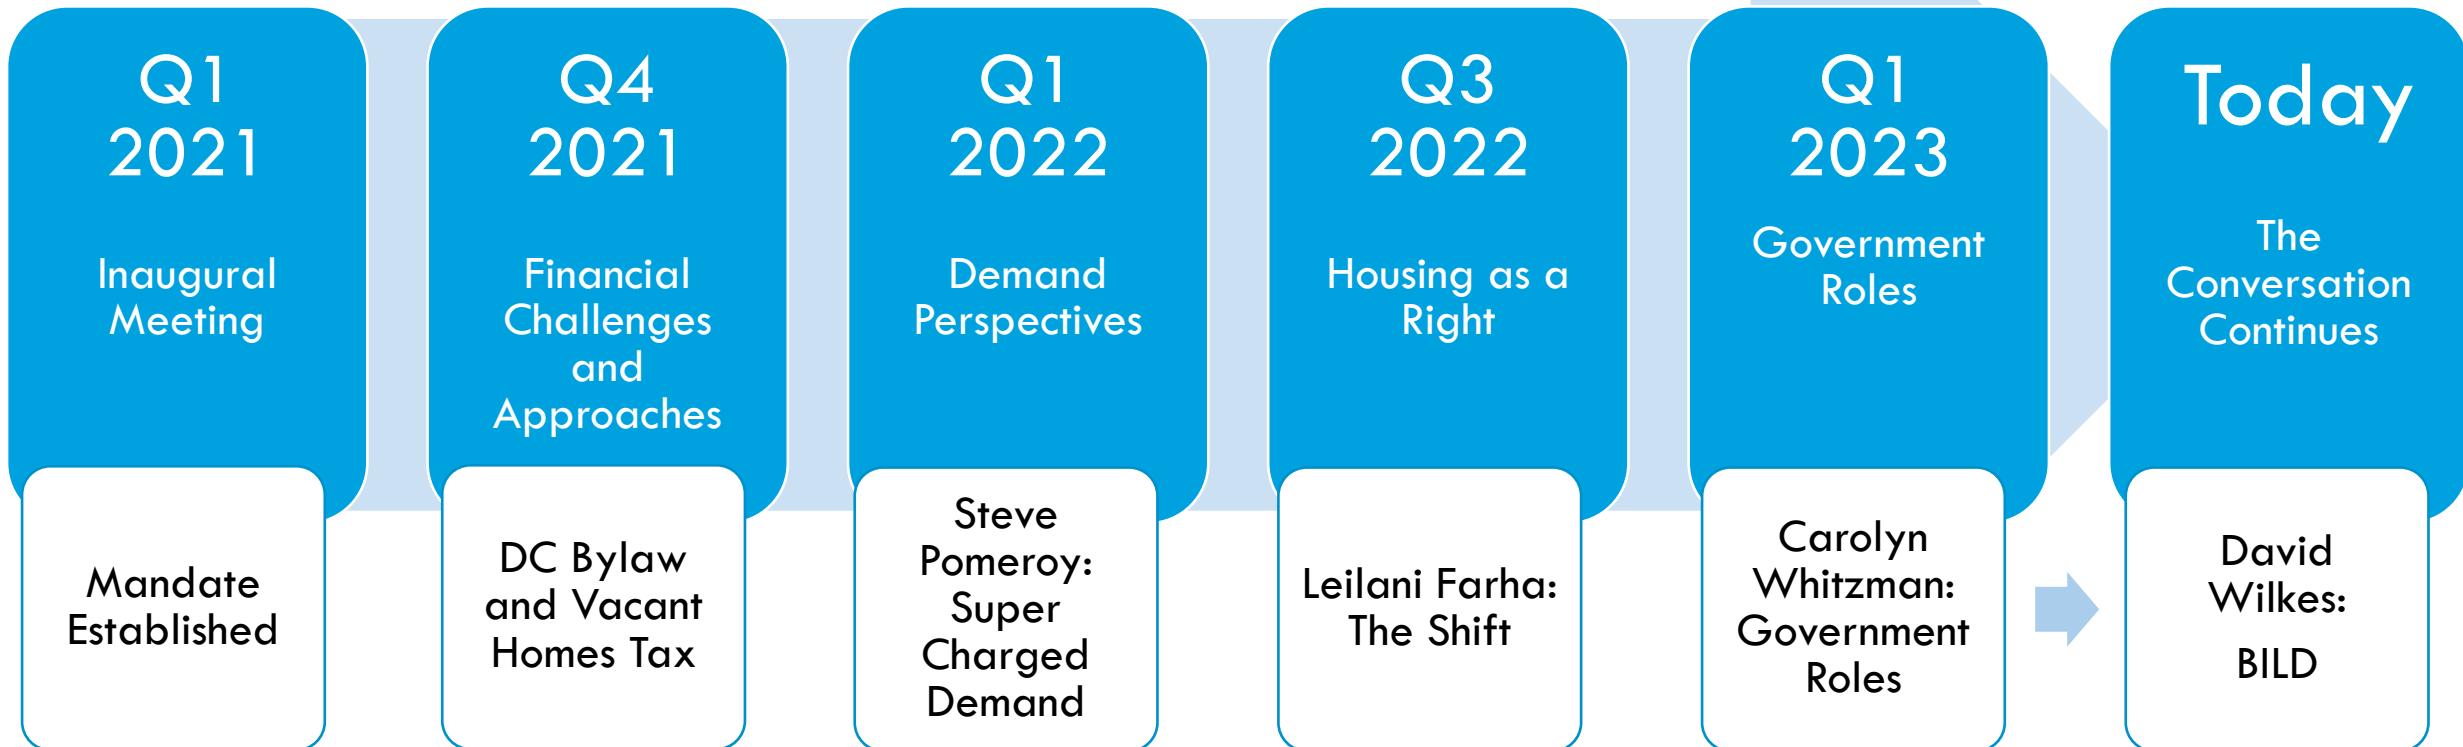 Q1
2021
Inaugural
Meeting
Mandate
Established
Q4
2021
Financial
Challenges
and
Approaches
DC Bylaw
and Vacant
Homes Tax
Q1
2022
Demand
Perspectives
Steve
Pomeroy:
Super
Charged
Demand
Q3
2022
Housing as a
Right
Leilani Farha:
The Shift
Q1
2023
Government
Roles
Carolyn
Whitzman:
Government
Roles
Today
The
Conversation
Continues
David
Wilkes:
BILD